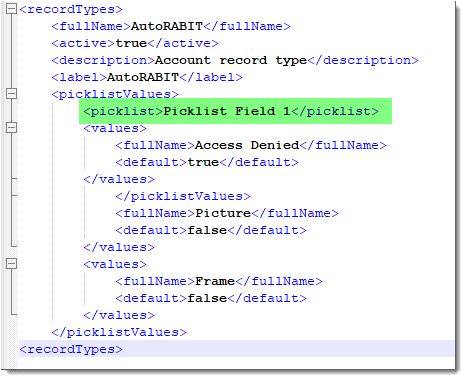 <recordTypes>
<fullName>AutoRABIT</fullName>
<active>true</active>
<description>Account record type</description>
<label>AutoRABIT</label>
<picklistValues>
<picklist>Picklist Field 1</picklist>
<values>
<fullName>Access Denied</fullName>
<default>true</default>
</values>
</picklistValues>
<fullName>Picture</fullName>
<default>false</default>
</values>
<values>
<fullName>Frame</fullName>
<default>false</default>
</values>
</picklistValues>
<recordTypes>